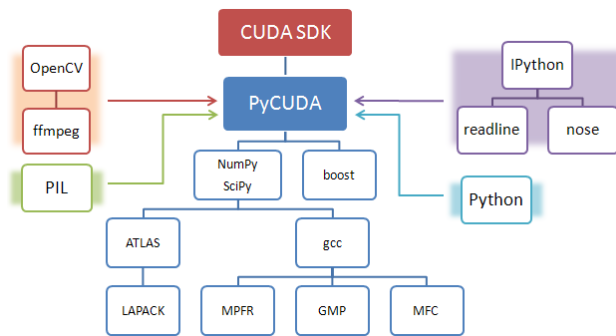 CUDA SDK
OpenCV
ffmpeg
PyCUDA
IPython
readline
nose
PIL
NumPy
SciPy
boost
Python
ATLAS
gcc
LAPACK
MPFR
GMP
MFC